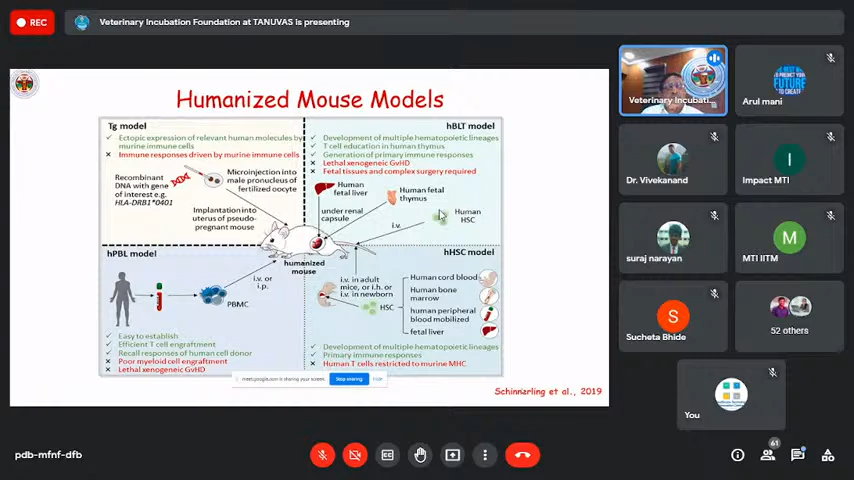 REC
Veterinary Incubation Foundation at TANUVAS is presenting
Humanized Mouse Models
Tg model
✓ Ectopic expression of relevant human molecules by
murine immune cells
× Immune responses driven by murine immune cells
Recombinant
DNA with gene
of interest e.g.
HLA-DRB1*0401
Microinjection into
male pronucleus of
fertilized oocyte
Implantation into
uterus of pseudo-
pregnant mouse
hBLT model
✓ Development of multiple hematopoietic lineages
✓ T cell education in human thymus
✓ Generation of primary immune responses
× Lethal xenogeneic GvHD
× Fetal tissues and complex surgery required
Human
fetal liver
Human fetal
thymus
under renal
capsule
i.v.
Human
HSC
humanized
mouse
hPBL model
i.v. or
i.p.
PBMC
✓ Easy to establish
✓ Efficient T cell engraftment
✓ Recall responses of human cell donor
× Poor myeloid cell engraftment
× Lethal xenogeneic GvHD
hHSC model
i.v. in adult
mice, or i.h. or
i.v. in newborn
HSC
Human cord blood
Human bone
marrow
human peripheral
blood mobilized
fetal liver
✓ Development of multiple hematopoietic lineages
✓ Primary immune responses
× Human T cells restricted to murine MHC
meet.google.com is sharing your screen.
Stop sharing
Hide
Schinnerling et al., 2019
Veterinary Incubati...
Arul mani
Dr. Vivekanand
I
Impact MTI
suraj narayan
M
MTI IITM
S
Sucheta Bhide
52 others
You
pdb-mfnf-dfb
61